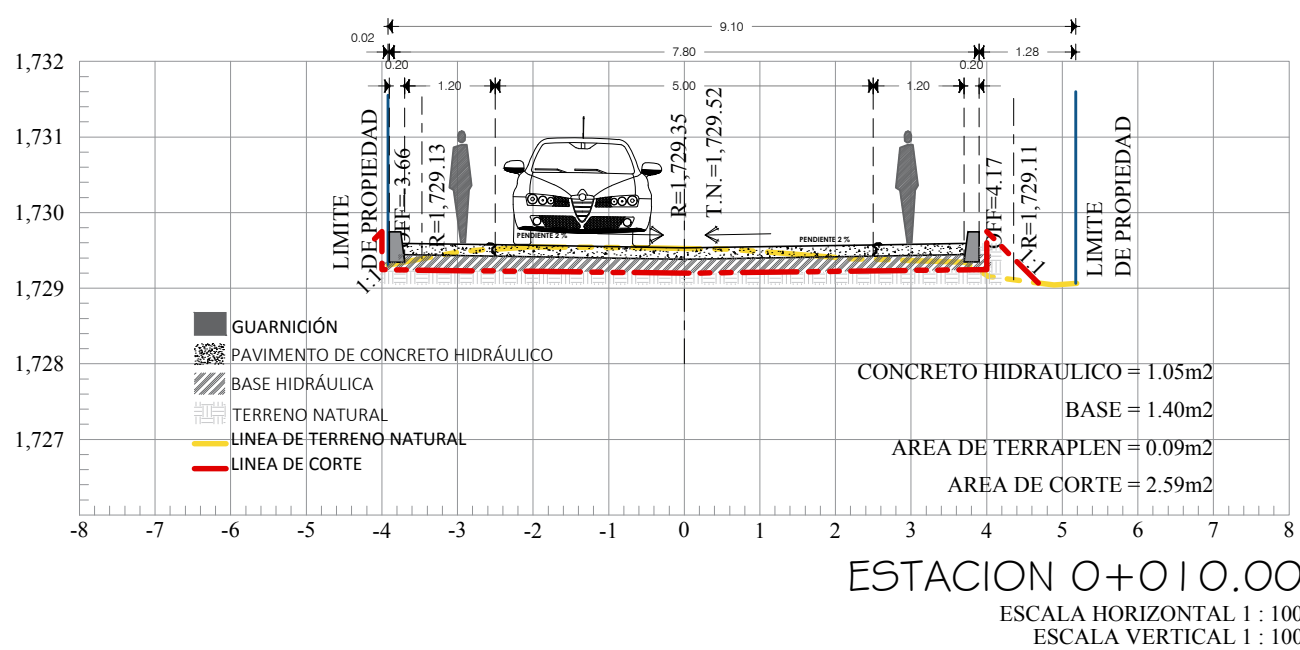 9.10
0.02
7.80
1.28
0.20
0.20
1.20
5.00
1.20
1,732
1,731
1,730
1,729
1,728
1,727
LIMITE
DE PROPIEDAD
OFF=-3.66
R=1,729.13
R=1,729.35
T.N.=1,729.52
OFF=4.17
R=1,729.11
LIMITE
DE PROPIEDAD
PENDIENTE 2 %
PENDIENTE 2 %
1:1
1:1
GUARNICIÓN
PAVIMENTO DE CONCRETO HIDRÁULICO
BASE HIDRÁULICA
TERRENO NATURAL
LINEA DE TERRENO NATURAL
LINEA DE CORTE
CONCRETO HIDRAULICO = 1.05m2
BASE = 1.40m2
AREA DE TERRAPLEN = 0.09m2
AREA DE CORTE = 2.59m2
-8 -7 -6 -5 -4 -3 -2 -1 0 1 2 3 4 5 6 7 8
ESTACION 0+010.00
ESCALA HORIZONTAL 1 : 100
ESCALA VERTICAL 1 : 100